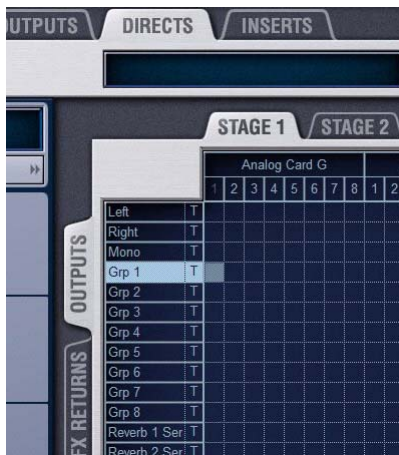 OUTPUTS DIRECTS INSERTS
STAGE 1 STAGE 2
Analog Card G
1 2 3 4 5 6 7 8 1 2
Left T
Right T
Mono T
Grp 1 T
Grp 2 T
Grp 3 T
Grp 4 T
Grp 5 T
Grp 6 T
Grp 7 T
Grp 8 T
Reverb 1 Ser T
Reverb 2 Ser T
OUTPUTS
FX RETURNS